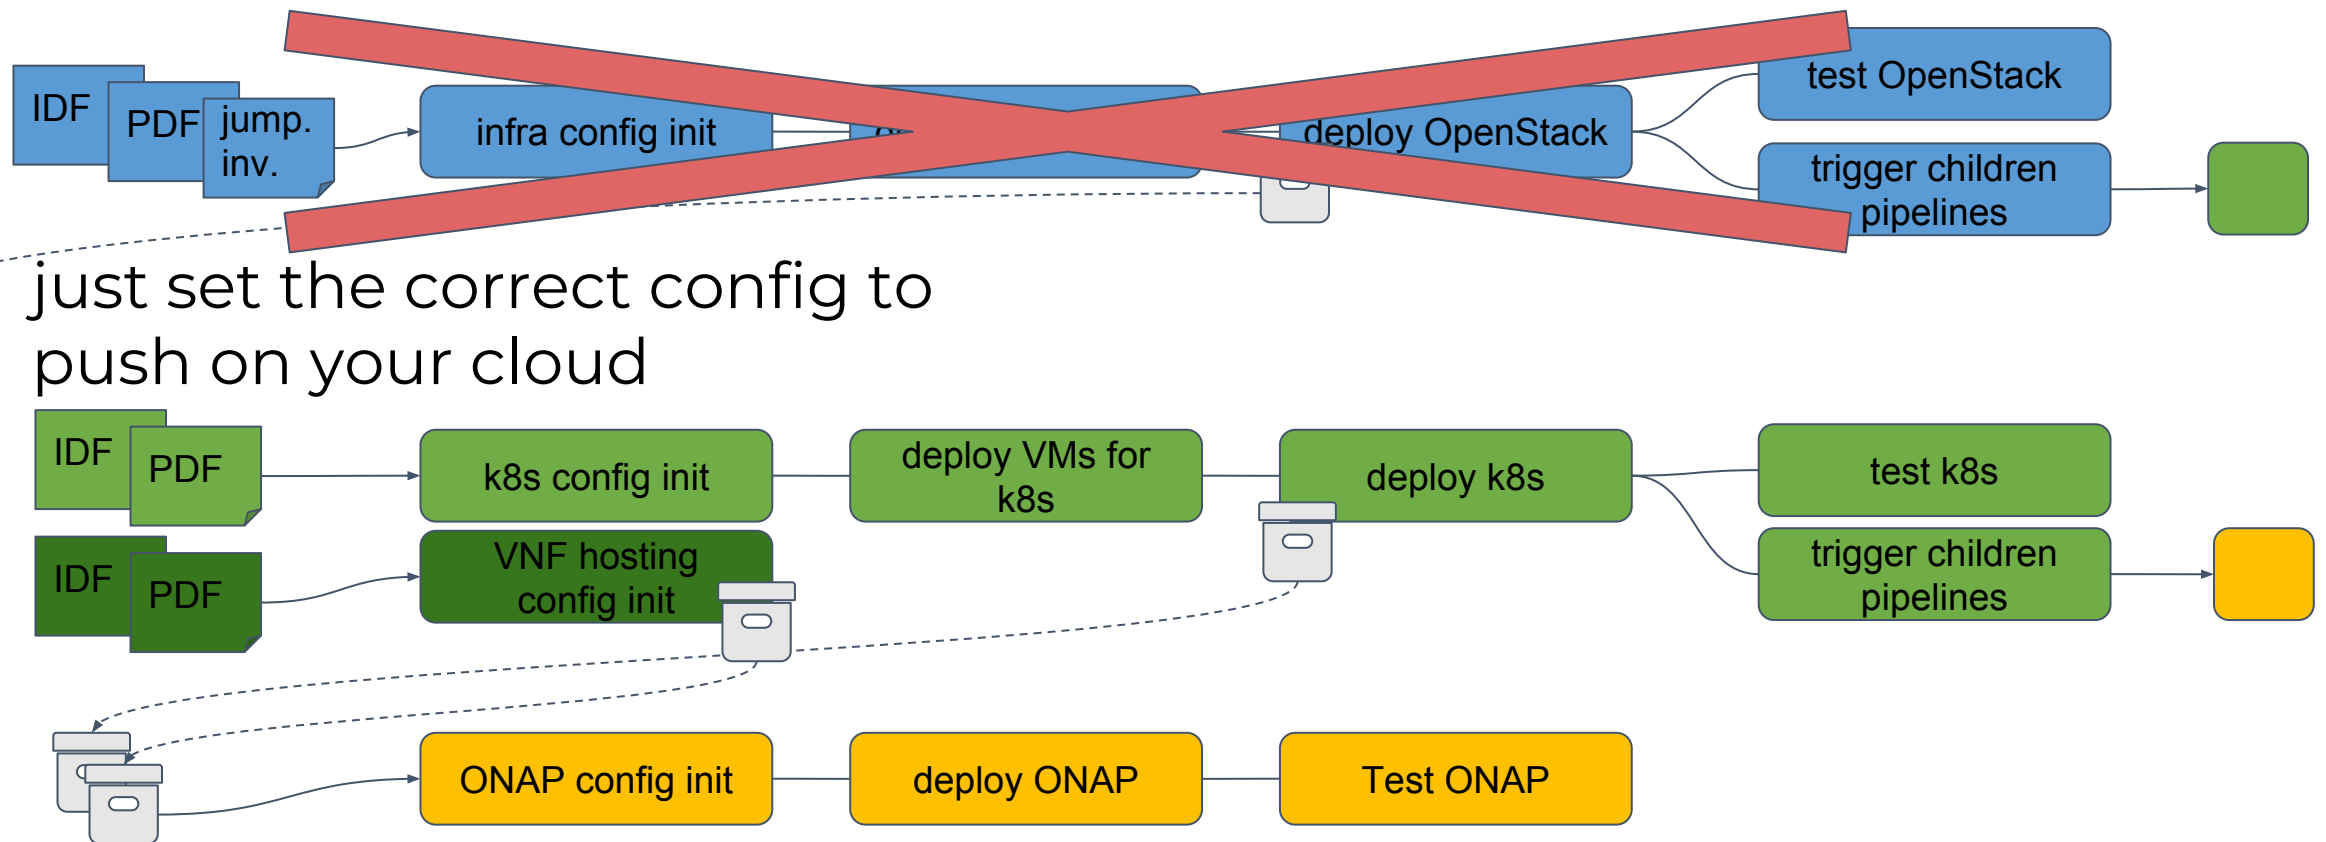 IDF
PDF
jump.
inv.
infra config init
deploy OpenStack
test OpenStack
trigger children
pipelines
just set the correct config to
push on your cloud
IDF
PDF
k8s config init
deploy VMs for
k8s
deploy k8s
test k8s
trigger children
pipelines
IDF
PDF
VNF hosting
config init
ONAP config init
deploy ONAP
Test ONAP